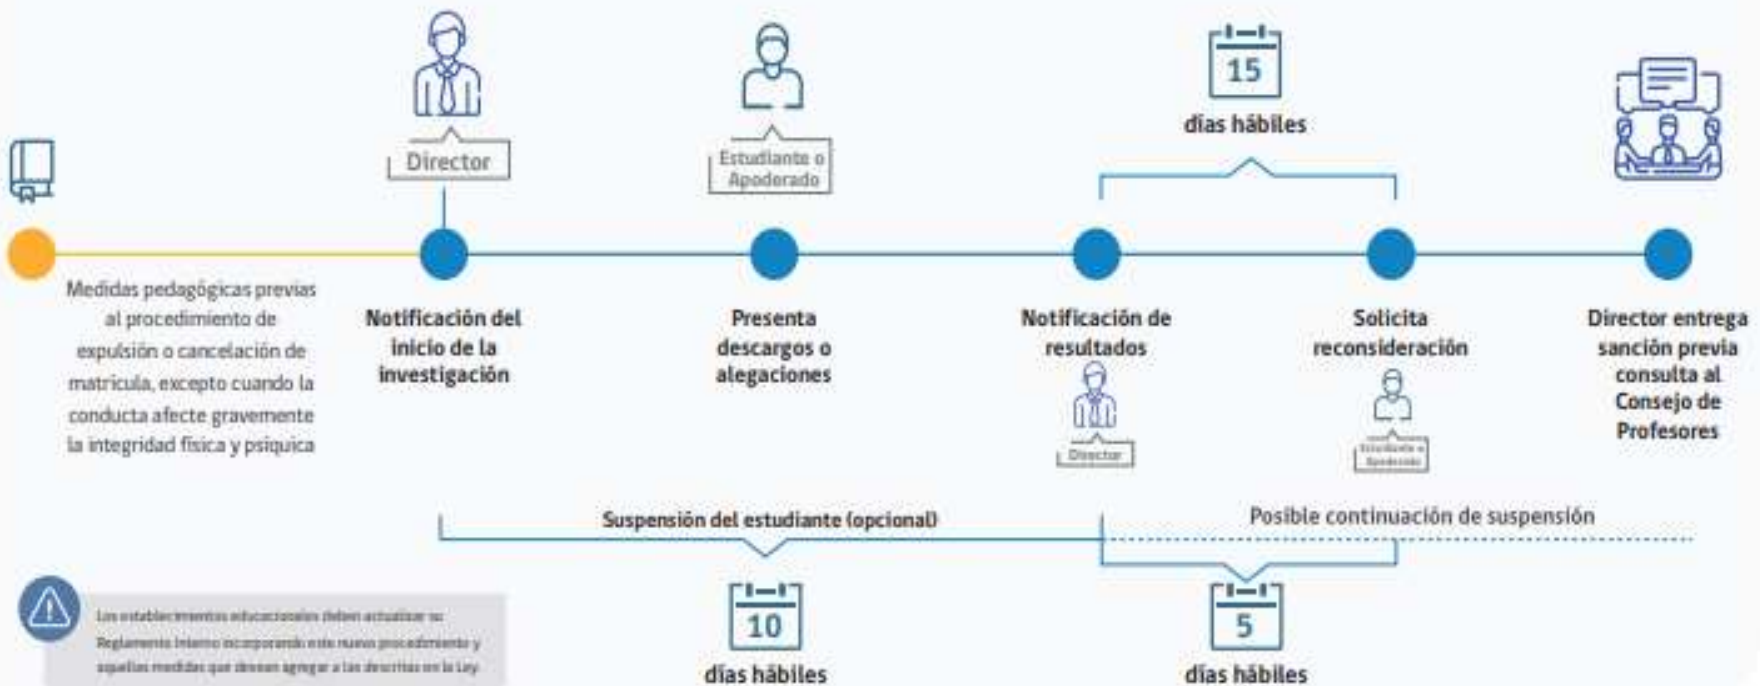 15
días hábiles
Director
Estudiante o
Apoderado
Medidas pedagógicas previas
al procedimiento de
expulsión o cancelación de
matrícula, excepto cuando la
conducta afecte gravemente
la integridad física y psíquica
Notificación del
inicio de la
investigación
Presenta
descargos o
alegaciones
Notificación de
resultados
Director
Solicita
reconsideración
Estudiante o
Apoderado
Director entrega
sanción previa
consulta al
Consejo de
Profesores
Suspensión del estudiante (opcional)
Posible continuación de suspensión
10
días hábiles
5
días hábiles
Los establecimientos educacionales deben actualizar su
Reglamento Interno incorporando este nuevo procedimiento y
aquellas medidas que deseen agregar a las descritas en la Ley